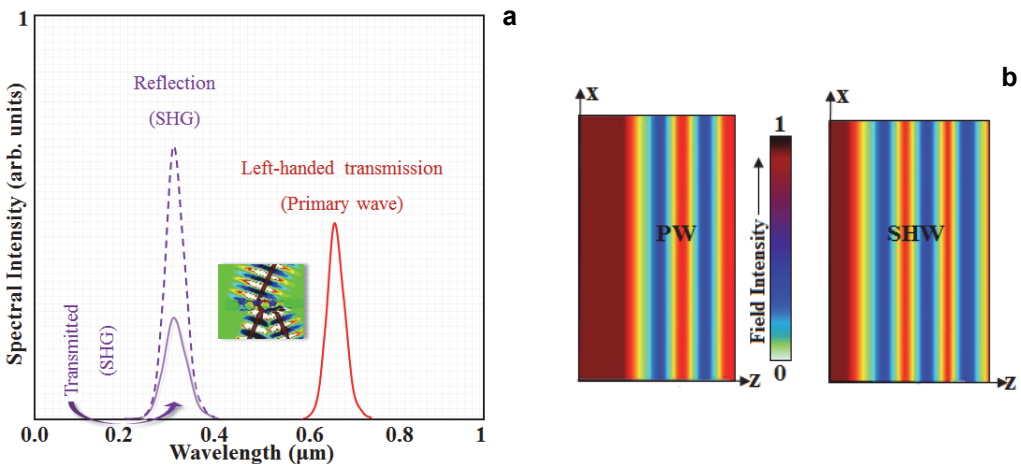 a
1
Spectral Intensity (arb. units)
Reflection
(SHG)
Left-handed transmission
(Primary wave)
Transmitted
(SHG)
0.0 0.2 0.4 0.6 0.8 1
Wavelength (μm)
b
x
PW
z
1
Field Intensity
0
x
SHW
z